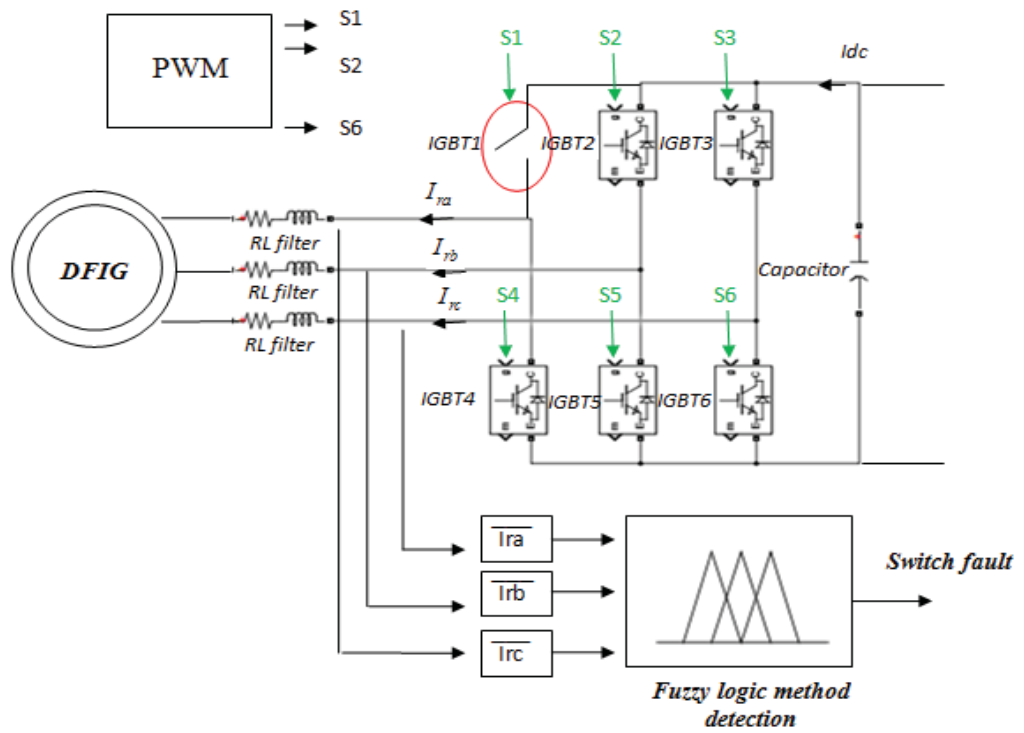 S1
PWM
S2
S6
S1
S2
S3
Idc
IGBT1
IGBT2
IGBT3
Ira
RL filter
DFIG
Irb
Capacitor
RL filter
Irc
S4
S5
S6
RL filter
IGBT4
IGBT5
IGBT6
Ira
Irb
Irc
Switch fault
Fuzzy logic method
detection